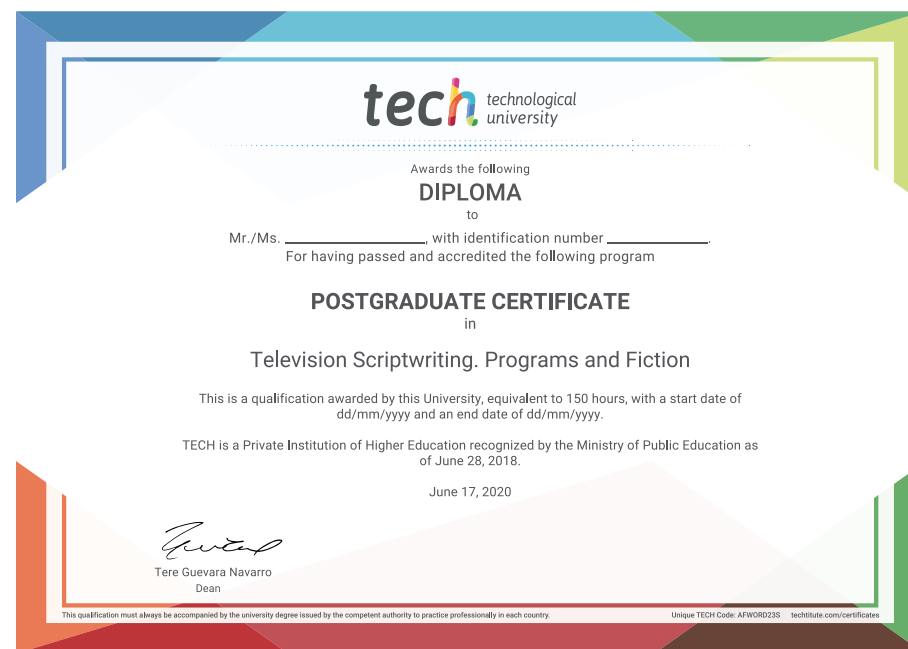 tech technological
university
Awards the following
DIPLOMA
to
Mr./Ms. ____________________, with identification number ______________.
For having passed and accredited the following program
POSTGRADUATE CERTIFICATE
in
Television Scriptwriting. Programs and Fiction
This is a qualification awarded by this University, equivalent to 150 hours, with a start date of
dd/mm/yyyy and an end date of dd/mm/yyyy.
TECH is a Private Institution of Higher Education recognized by the Ministry of Public Education as
of June 28, 2018.
June 17, 2020
Tere Guevara Navarro
Dean
This qualification must always be accompanied by the university degree issued by the competent authority to practice professionally in each country.
Unique TECH Code: AFWORD23S techtitute.com/certificates